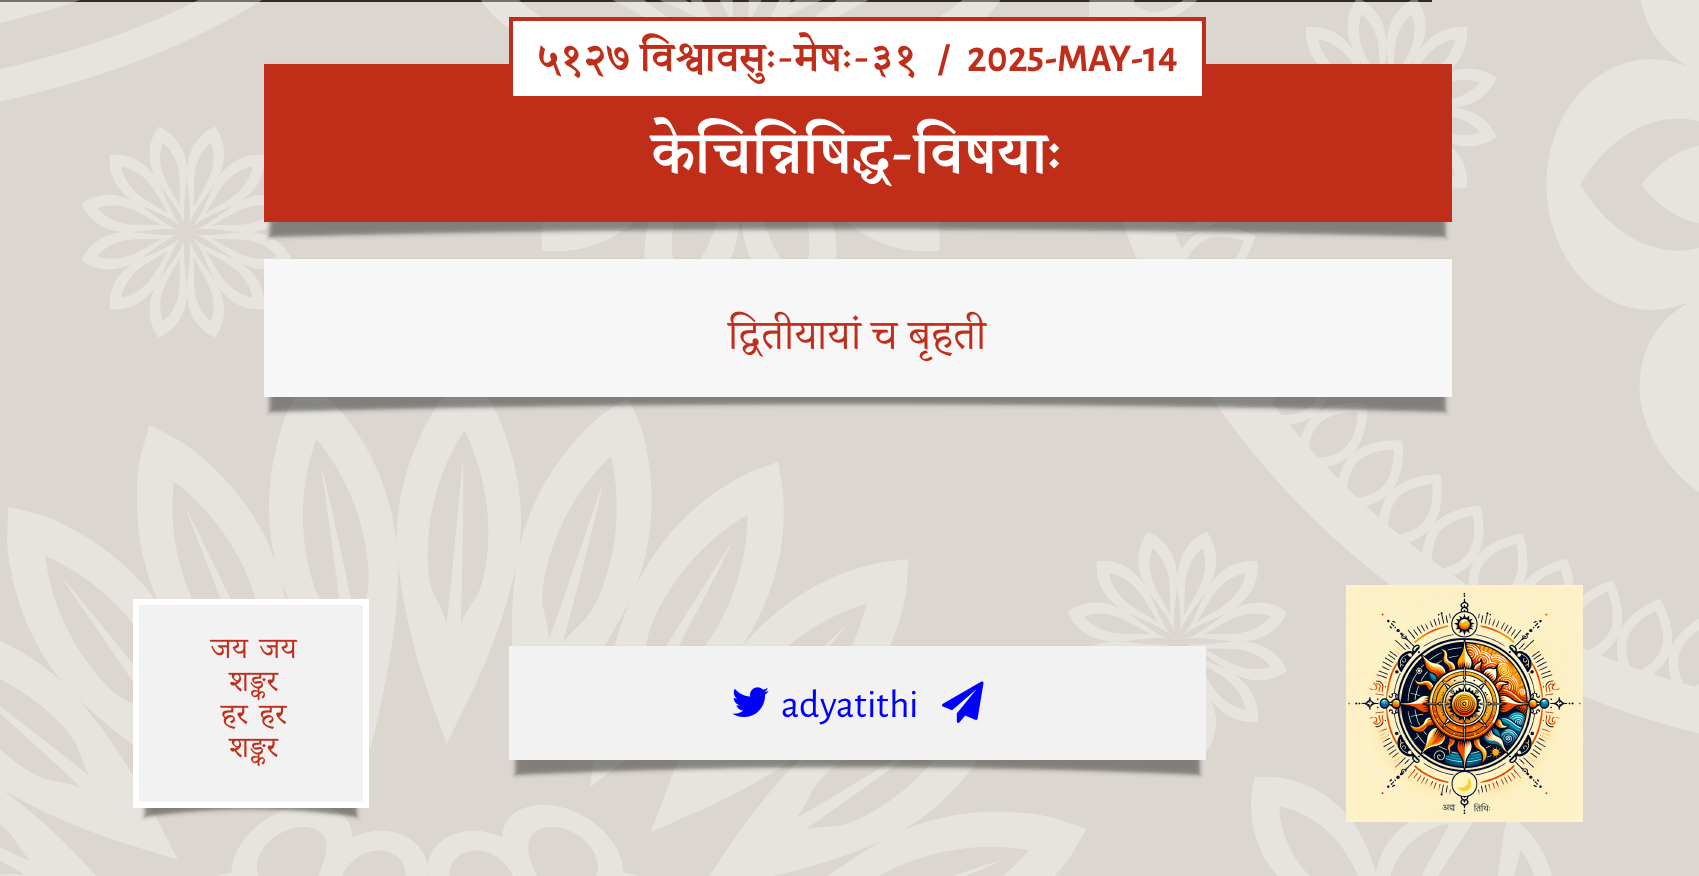 ५१२७ विश्वावसुः-मेषः-३१ / 2025-MAY-14
केचिन्निषिद्ध-विषयाः
द्वितीयायां च बृहती
जय जय
शङ्कर
हर हर
शङ्कर
adyatithi
अद्य तिथिः